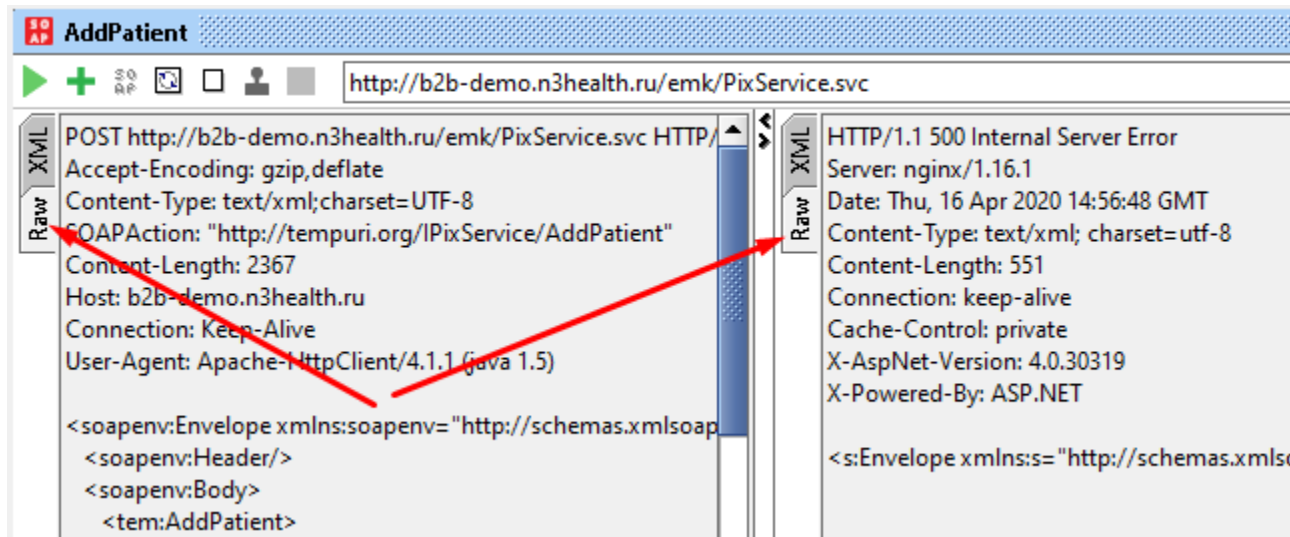 SO
AP
AddPatient
SO
AP
http://b2b-demo.n3health.ru/emk/PixService.svc
XML
Raw
POST http://b2b-demo.n3health.ru/emk/PixService.svc HTTP/
Accept-Encoding: gzip,deflate
Content-Type: text/xml;charset=UTF-8
SOAPAction: "http://tempuri.org/IPixService/AddPatient"
Content-Length: 2367
Host: b2b-demo.n3health.ru
Connection: Keep-Alive
User-Agent: Apache-HttpClient/4.1.1 (java 1.5)
<soapenv:Envelope xmlns:soapenv="http://schemas.xmlsoap
<soapenv:Header/>
<soapenv:Body>
<tem:AddPatient>
XML
Raw
HTTP/1.1 500 Internal Server Error
Server: nginx/1.16.1
Date: Thu, 16 Apr 2020 14:56:48 GMT
Content-Type: text/xml; charset=utf-8
Content-Length: 551
Connection: keep-alive
Cache-Control: private
X-AspNet-Version: 4.0.30319
X-Powered-By: ASP.NET
<s:Envelope xmlns:s="http://schemas.xmlso